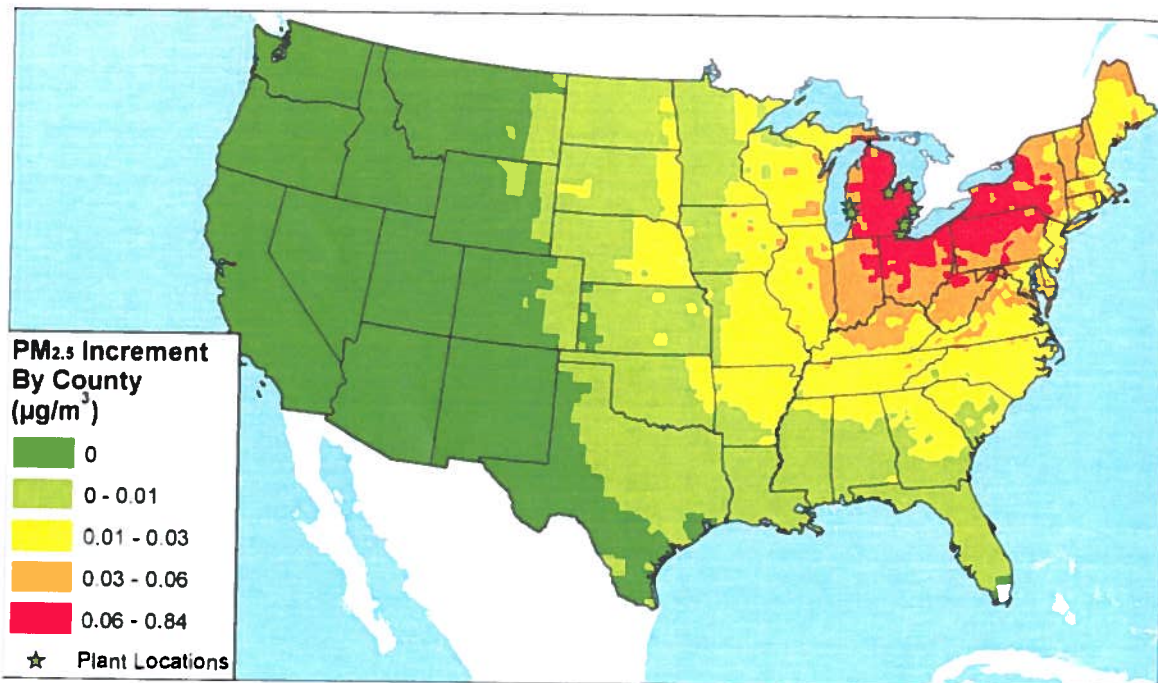 PM2.5 Increment
By County
(µg/m³)
0
0 - 0.01
0.01 - 0.03
0.03 - 0.06
0.06 - 0.84
Plant Locations